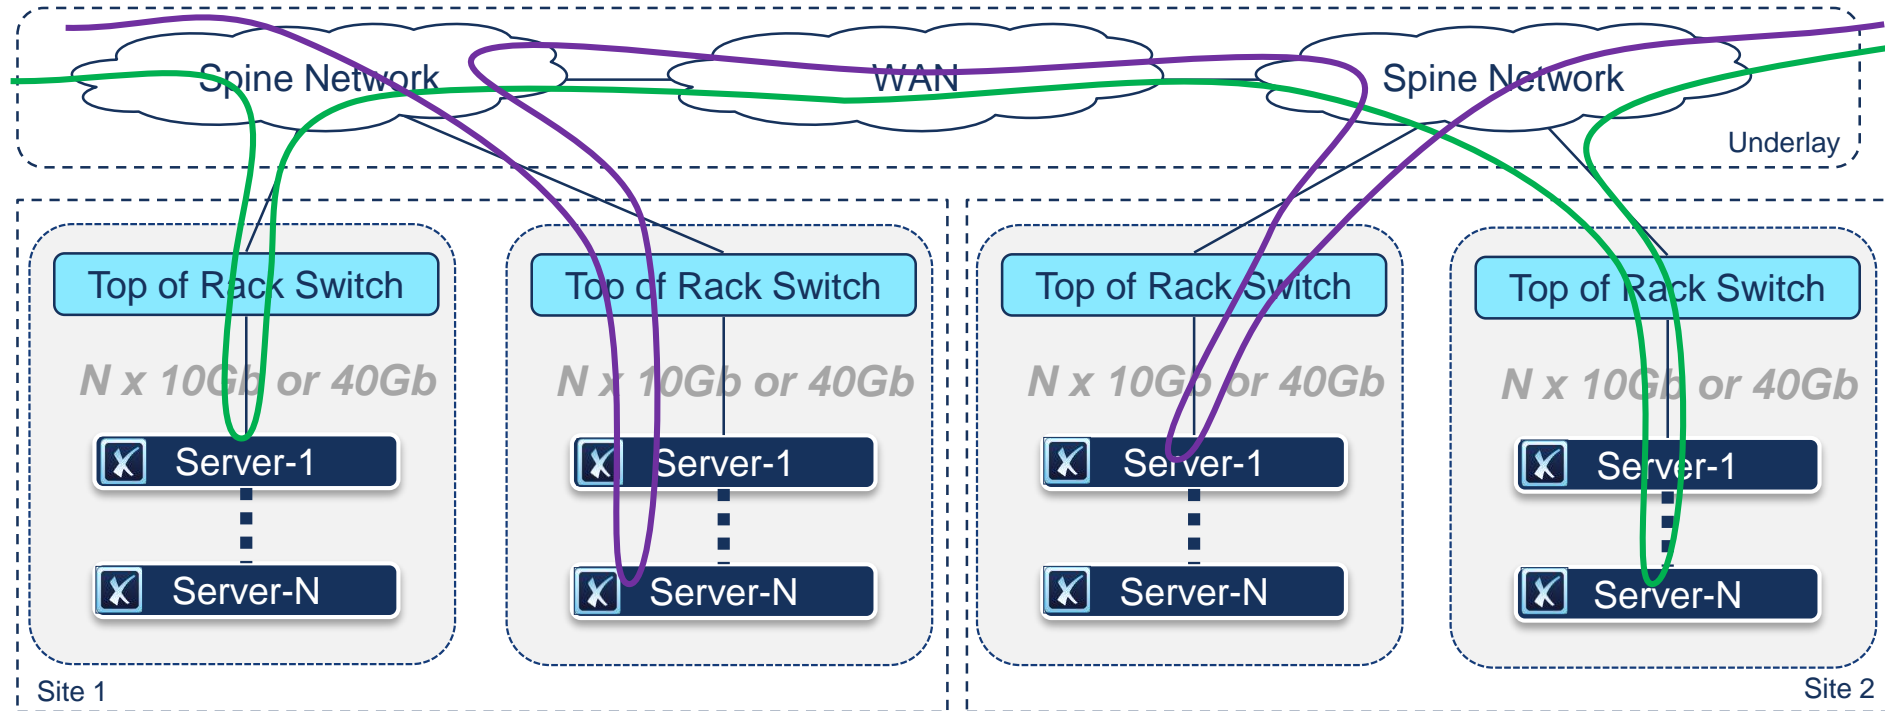 Spine Network
WAN
Spine Network
Underlay
Top of Rack Switch
Top of Rack Switch
Top of Rack Switch
Top of Rack Switch
N x 10Gb or 40Gb
N x 10Gb or 40Gb
N x 10Gb or 40Gb
N x 10Gb or 40Gb
Server-1
Server-1
Server-1
Server-1
Server-N
Server-N
Server-N
Server-N
Site 1
Site 2